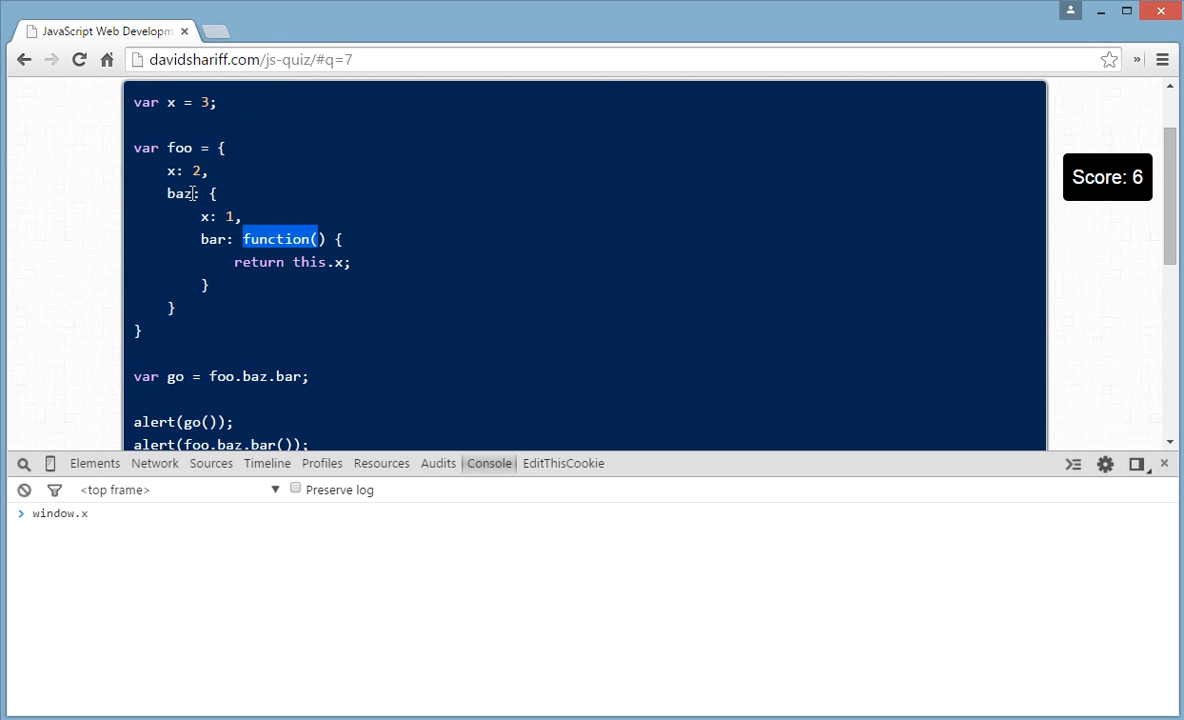 JavaScript Web Developm
davidshariff.com/js-quiz/#q=7
»
var x = 3;
var foo = {
x: 2,
baz: {
x: 1,
bar: function() {
return this.x;
}
}
}
var go = foo.baz.bar;
alert(go());
alert(foo.baz.bar());
Score: 6
Elements Network Sources Timeline Profiles Resources Audits Console EditThisCookie
<top frame> Preserve log
window.x